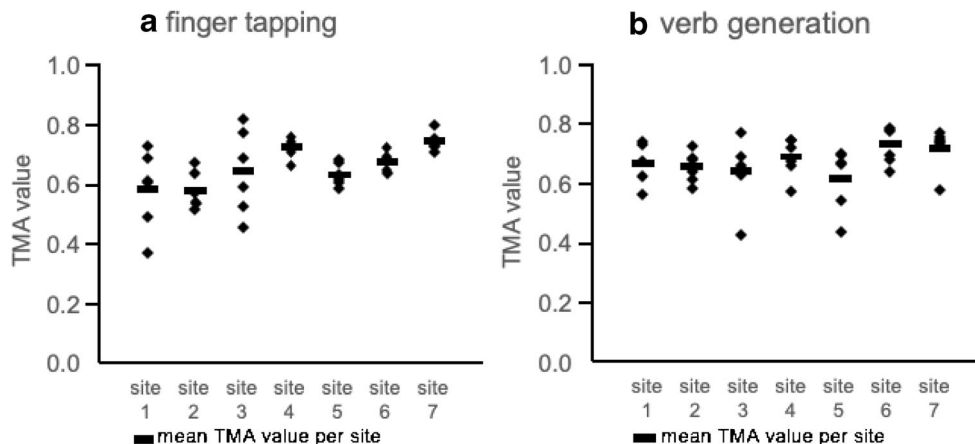 a finger tapping
1.0
0.8
0.6
0.4
0.2
0.0
TMA value
site 1
site 2
site 3
site 4
site 5
site 6
site 7
mean TMA value per site
b verb generation
1.0
0.8
0.6
0.4
0.2
0.0
TMA value
site 1
site 2
site 3
site 4
site 5
site 6
site 7
mean TMA value per site